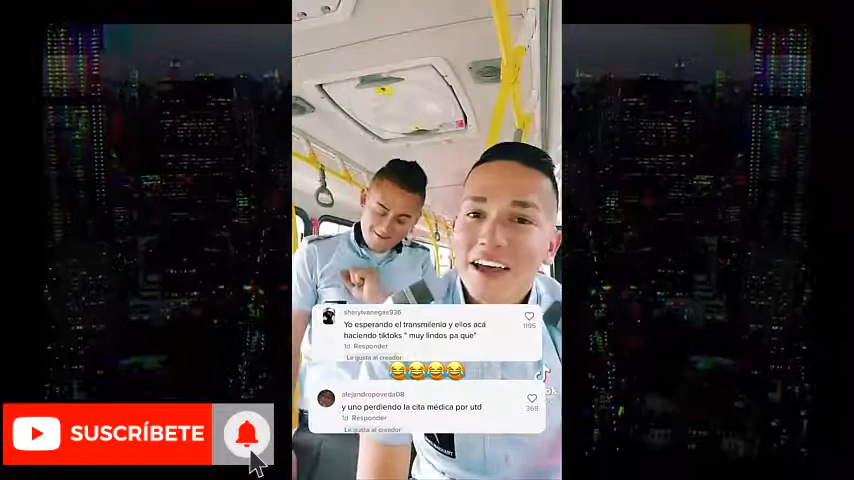 sherylvanegas936
Yo esperando el transmilenio y ellos acá
haciendo tiktoks " muy lindos pa que"
1195
1d Responder
Le gusta al creador
alejandropoveda08
y uno perdiendo la cita médica por utd
368
1d Responder
Le gusta al creador
SUSCRÍBETE